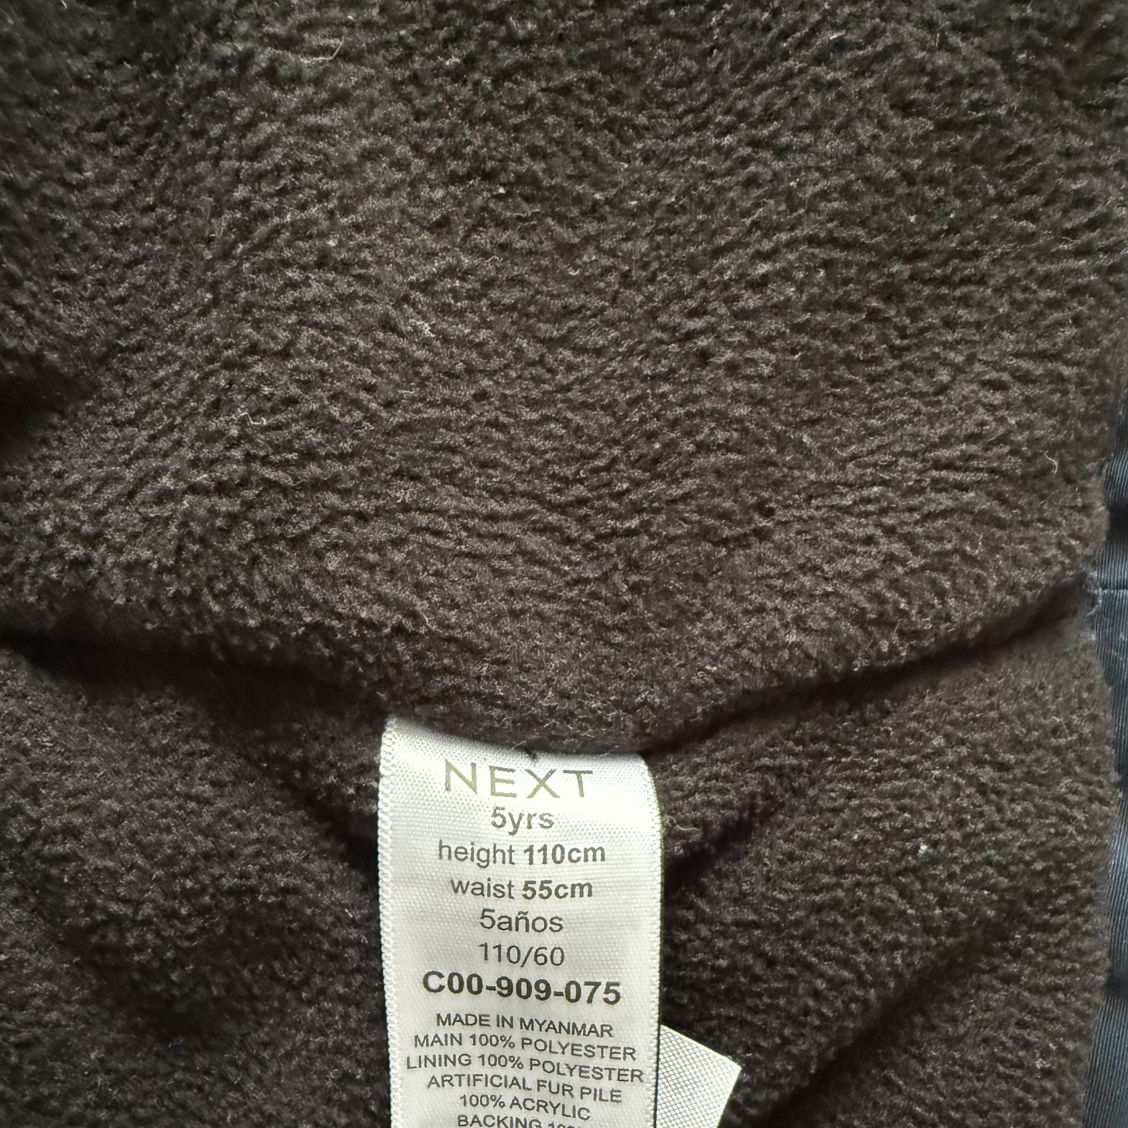 NEXT
5yrs
height 110cm
waist 55cm
5años
110/60
C00-909-075
MADE IN MYANMAR
MAIN 100% POLYESTER
LINING 100% POLYESTER
ARTIFICIAL FUR PILE
100% ACRYLIC
BACKING